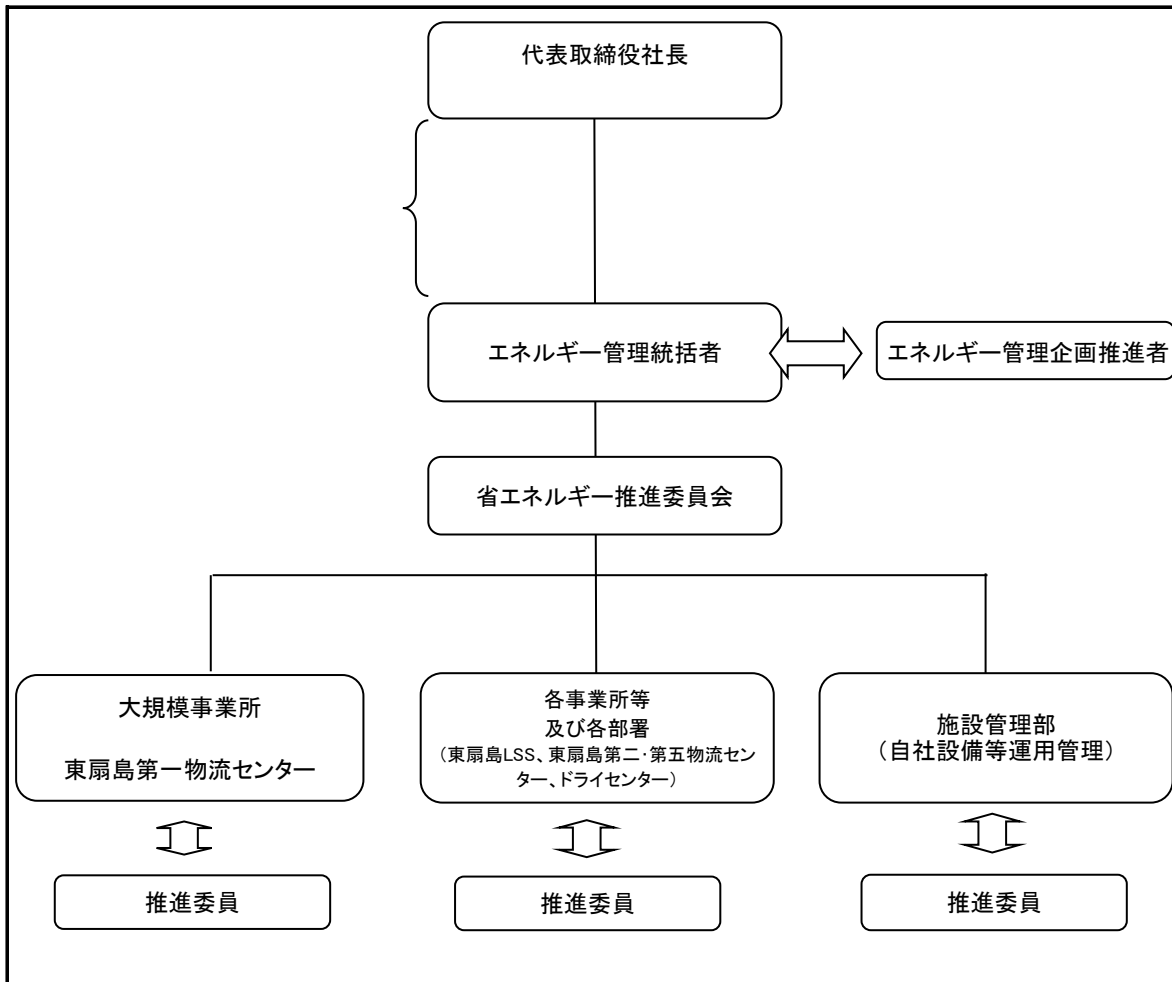 代表取締役社長
エネルギー管理統括者
エネルギー管理企画推進者
省エネルギー推進委員会
大規模事業所
東扇島第一物流センター
各事業所等
及び各部署
(東扇島LSS、東扇島第二・第五物流セン
ター、ドライセンター)
施設管理部
(自社設備等運用管理)
推進委員
推進委員
推進委員